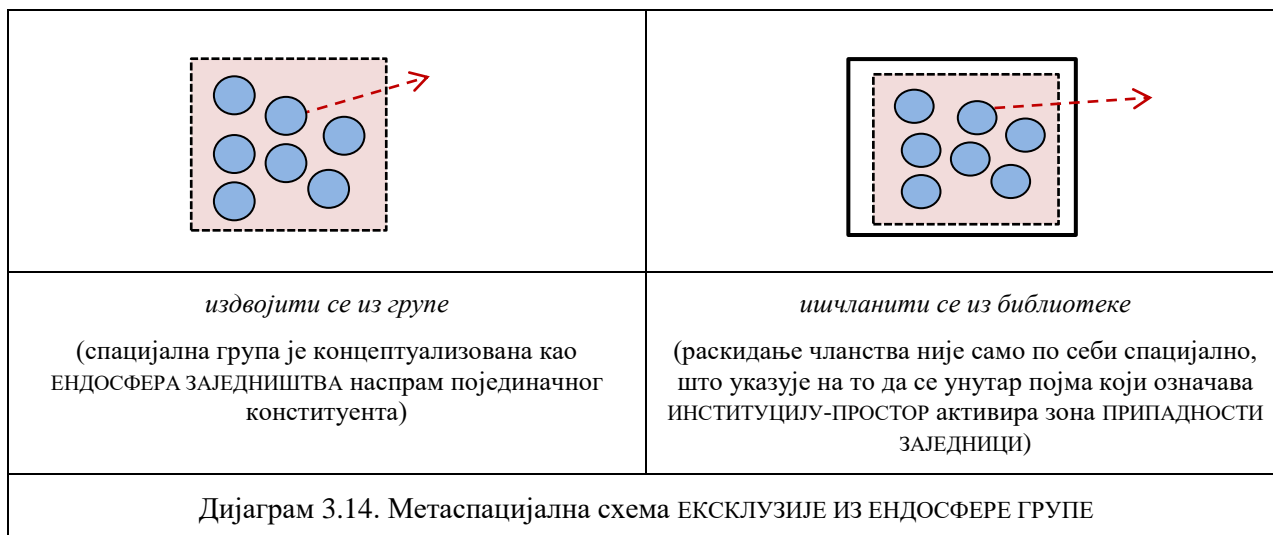 издвојити се из групе
(спацијална група је концептуализована као
ЕНДОСФЕРА ЗАЈЕДНИШТВА наспрам појединачног
конституента)
ишчланити се из библиотеке
(раскидање чланства није само по себи спацијално,
што указује на то да се унутар појма који означава
ИНСТИТУЦИЈУ-ПРОСТОР активира зона ПРИПАДНОСТИ
ЗАЈЕДНИЦИ)
Дијаграм 3.14. Метаспацијална схема ЕКСКЛУЗИЈЕ ИЗ ЕНДОСФЕРЕ ГРУПЕ